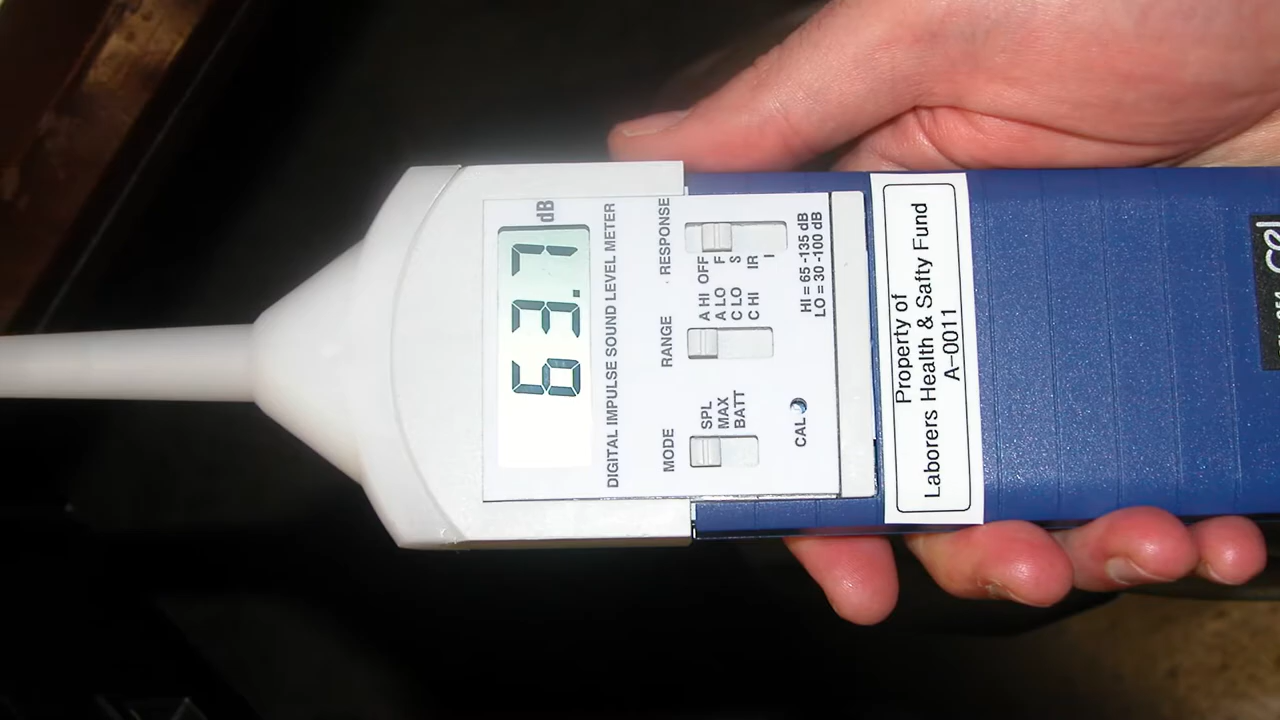 63.7 dB
DIGITAL IMPULSE SOUND LEVEL METER
MODE
SPL
MAX
BATT
RANGE
A HI
A LO
C LO
C HI
RESPONSE
OFF
F
S
IR
I
CAL
HI = 65 -135 dB
LO = 30 -100 dB
Property of
Laborers Health & Safty Fund
A-0011